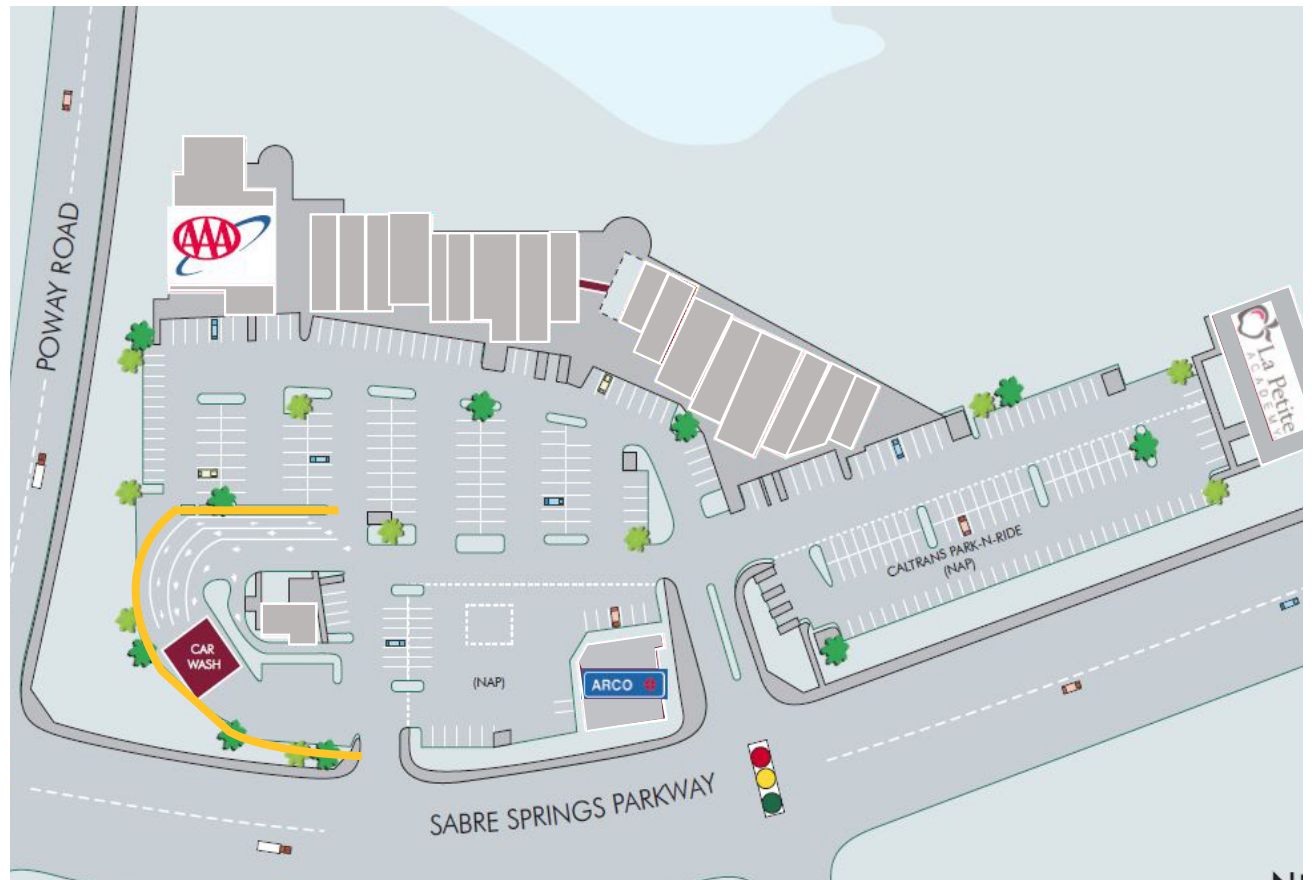 POWAY ROAD
AAA
La Petite
ACADEMY
CALTRANS PARK-N-RIDE
(NAP)
CAR
WASH
(NAP)
ARCO
SABRE SPRINGS PARKWAY